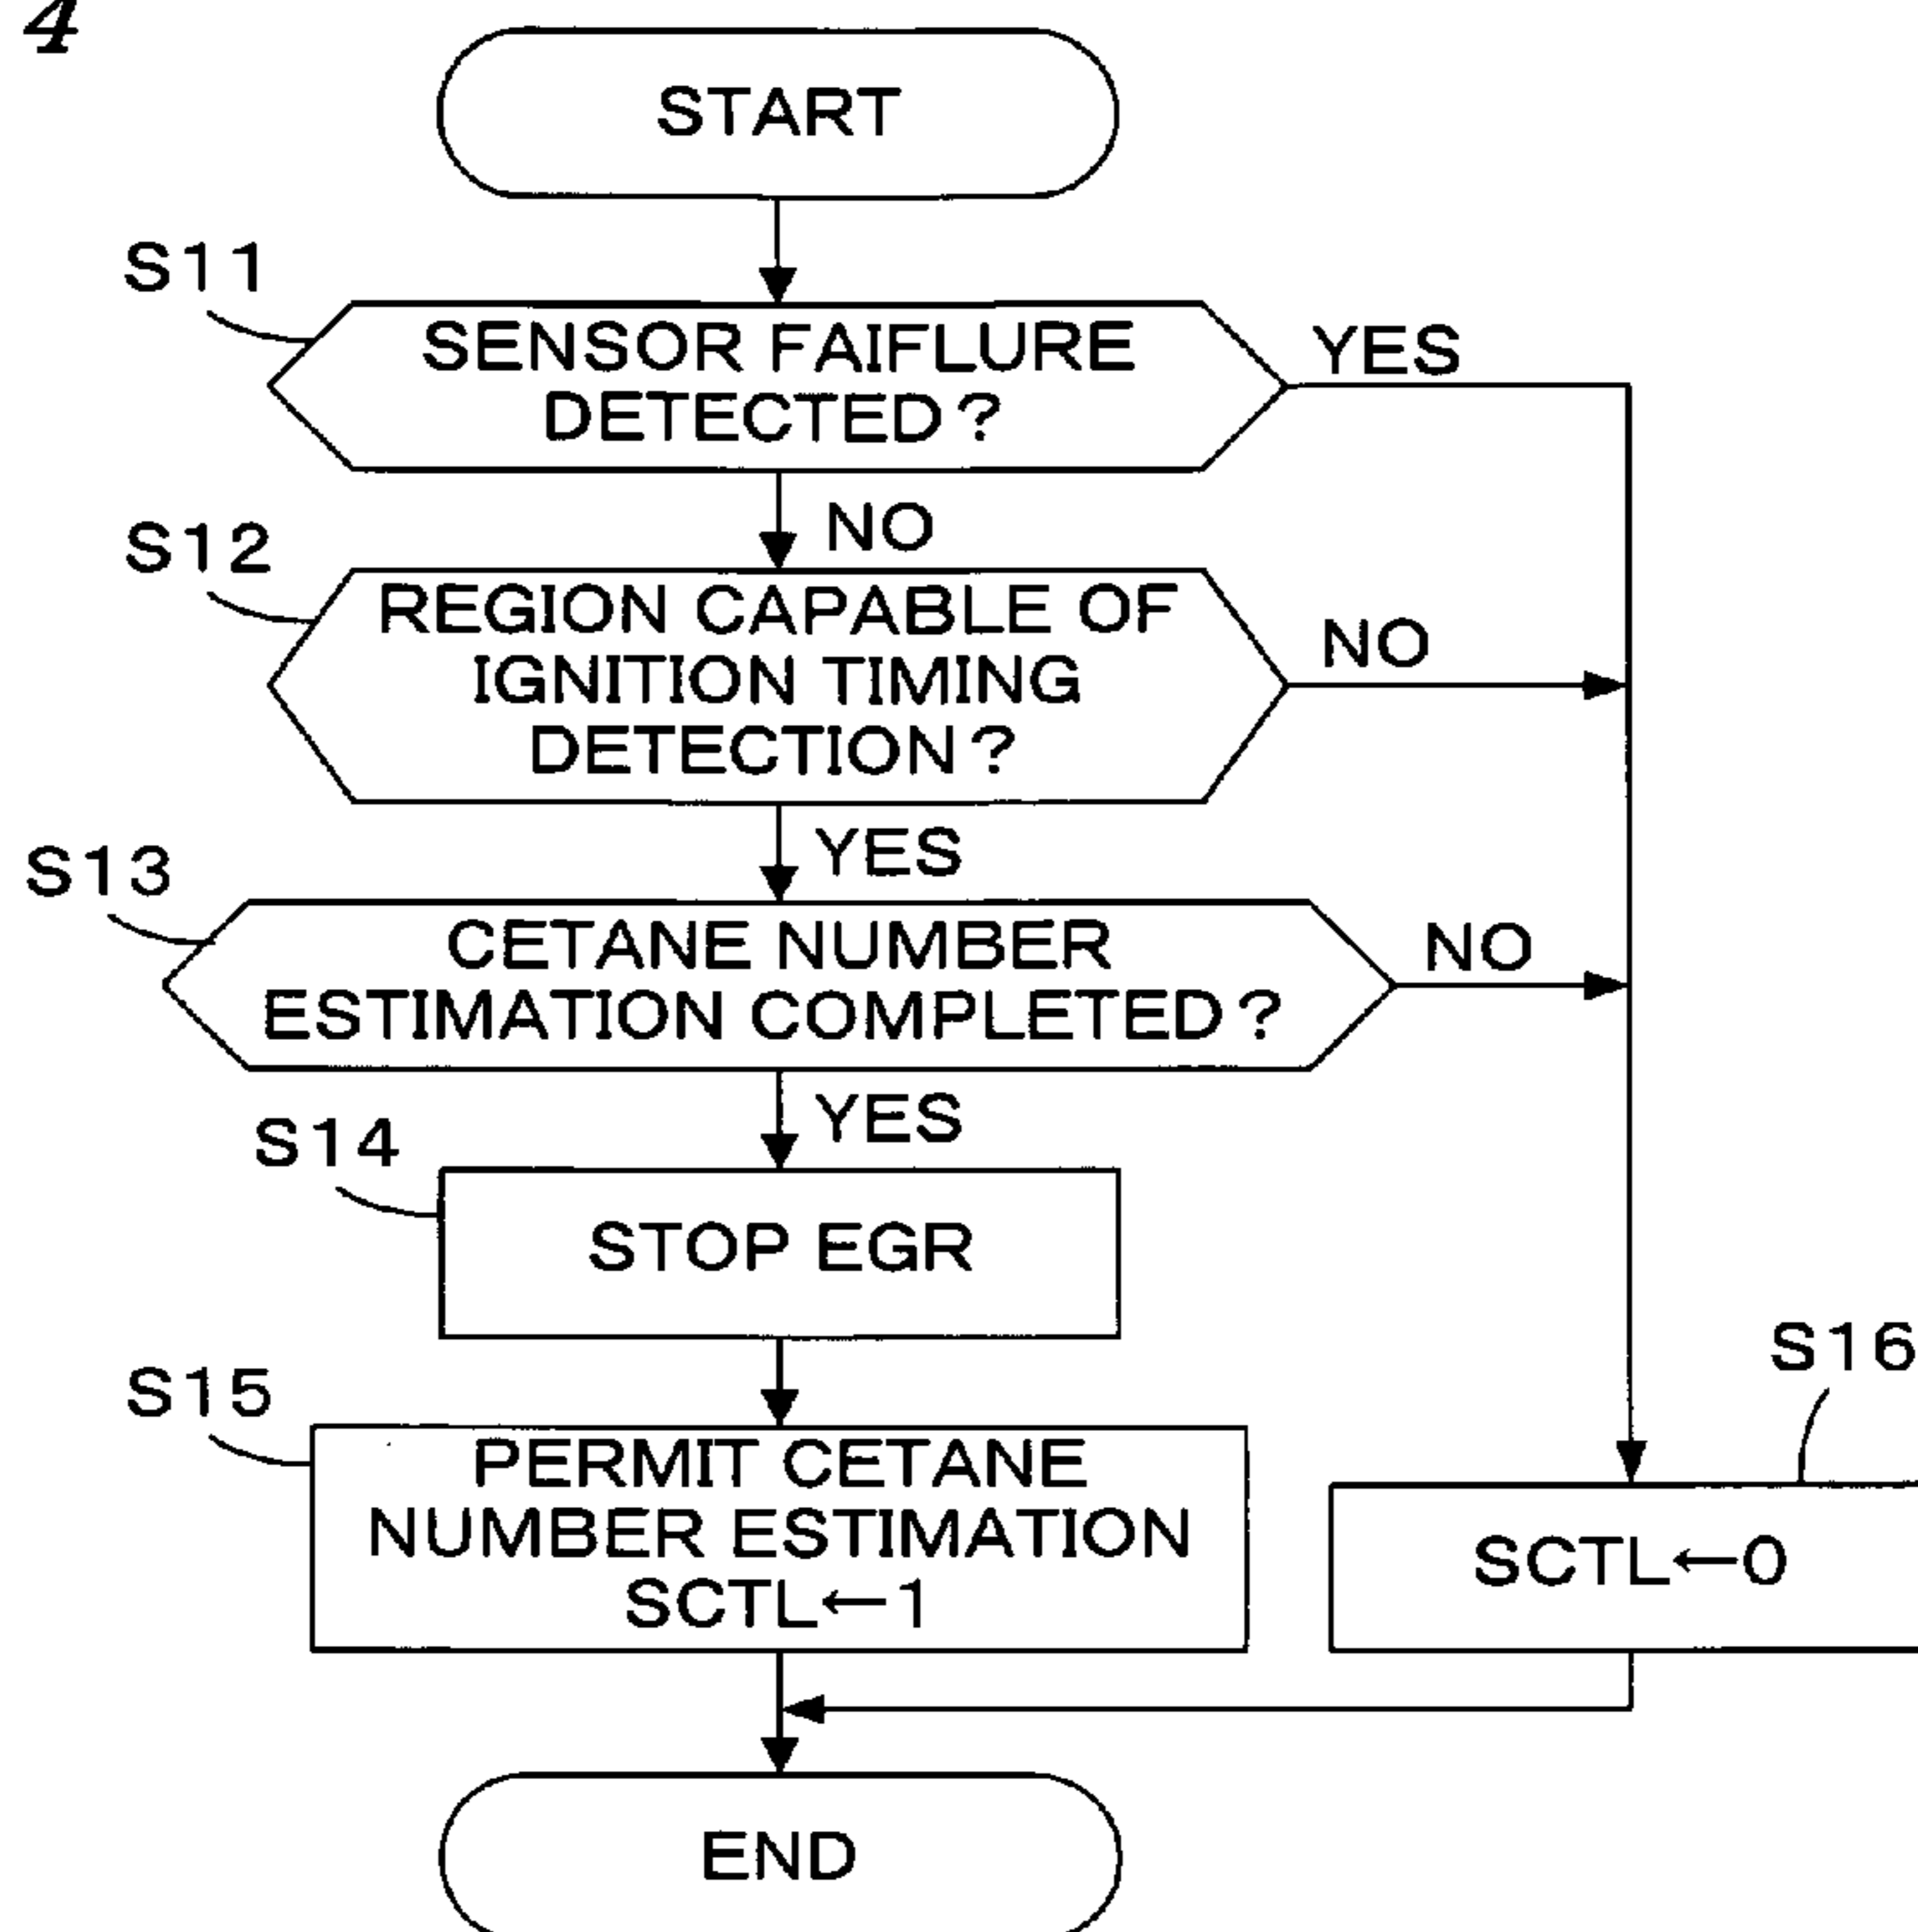 4
START
S11
SENSOR FAIFLURE
DETECTED?
YES
NO
S12
REGION CAPABLE OF
IGNITION TIMING
DETECTION?
NO
YES
S13
CETANE NUMBER
ESTIMATION COMPLETED?
NO
YES
S14
STOP EGR
S15
PERMIT CETANE
NUMBER ESTIMATION
SCTL←1
S16
SCTL←0
END